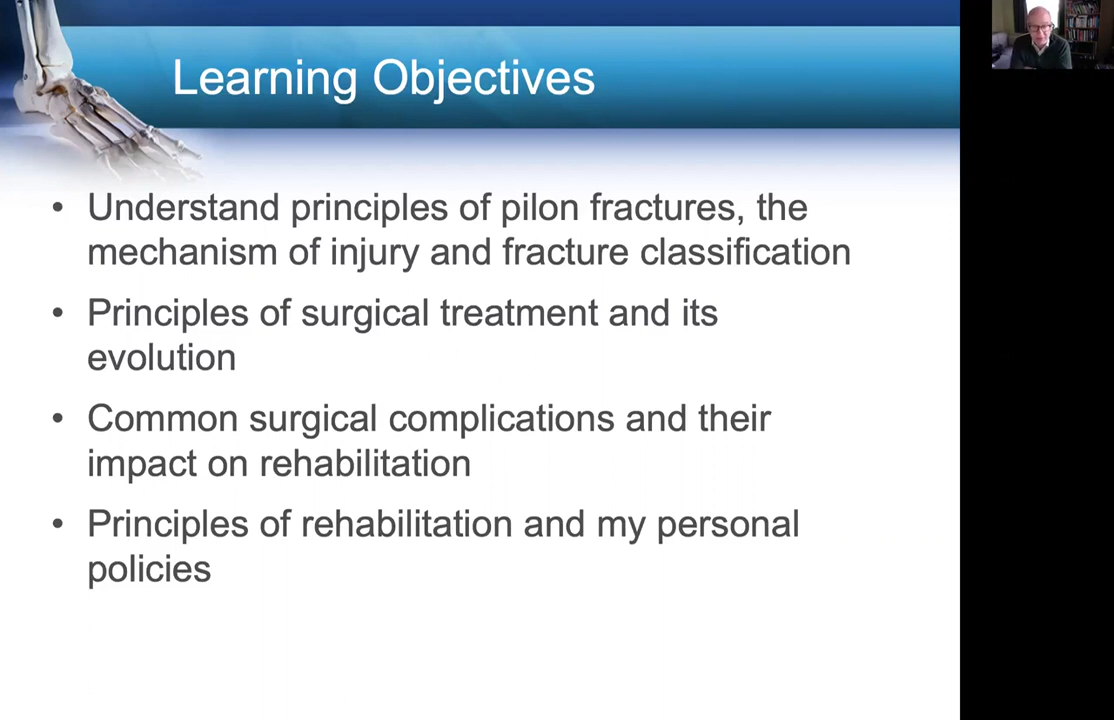 Learning Objectives
• Understand principles of pilon fractures, the
mechanism of injury and fracture classification
• Principles of surgical treatment and its
evolution
• Common surgical complications and their
impact on rehabilitation
• Principles of rehabilitation and my personal
policies